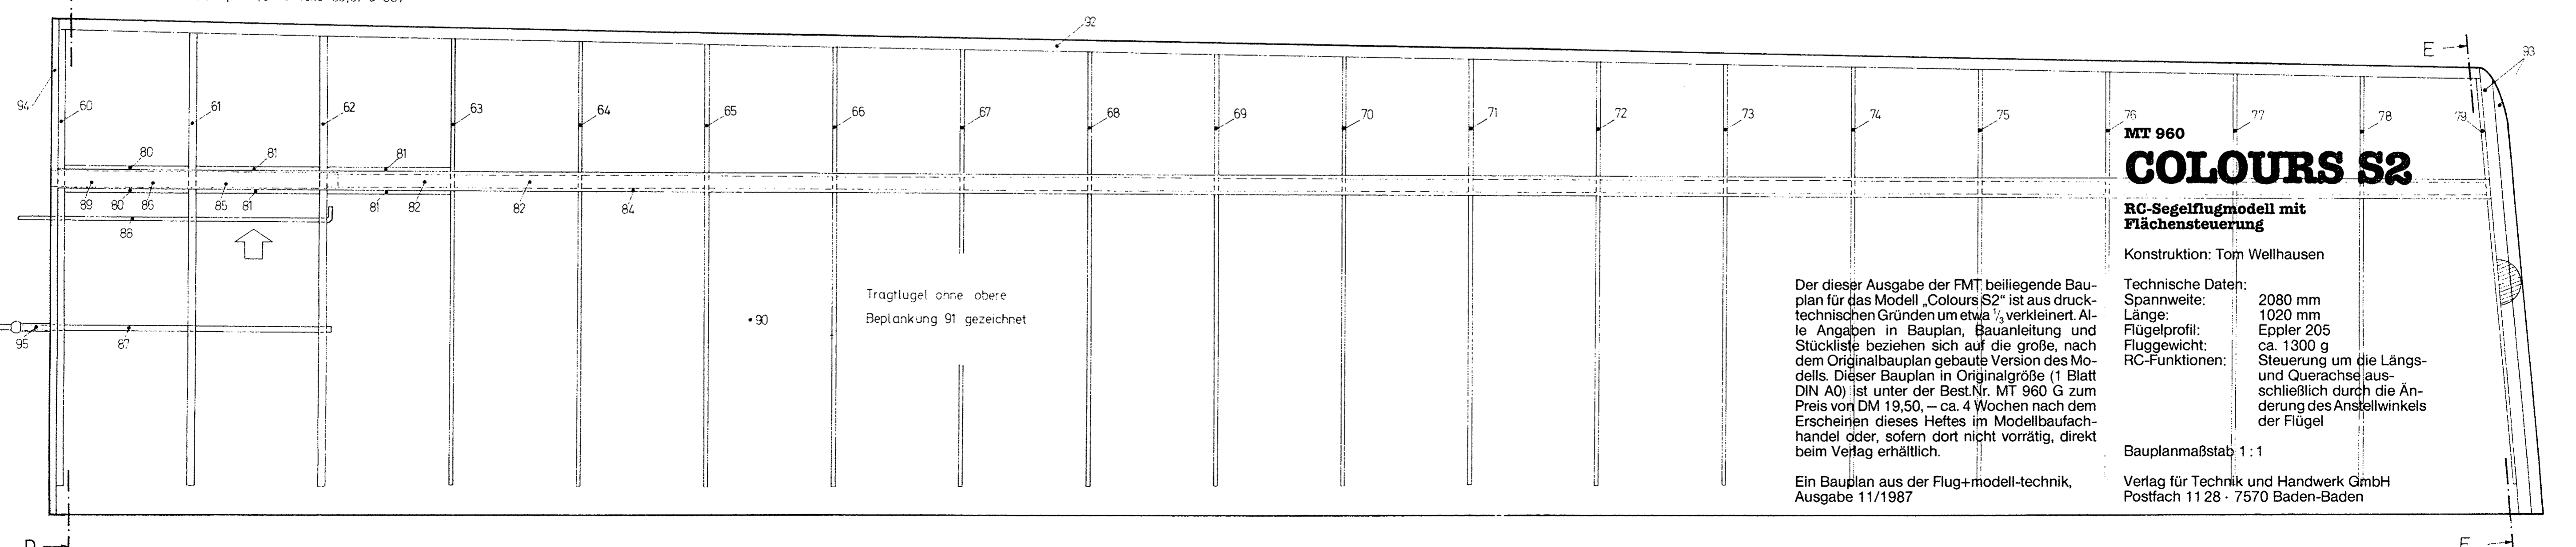 92
E
93
94
60
61
62
63
64
65
66
67
68
69
70
71
72
73
74
75
76
77
78
79
80
81
81
89
80
86
85
81
81
82
82
84
88
95
87
90
Tragflugel ohne obere
Beplankung 91 gezeichnet
Der dieser Ausgabe der FMT beiliegende Bau-
plan für das Modell „Colours S2“ ist aus druck-
technischen Gründen um etwa 1/3 verkleinert. Al-
le Angaben in Bauplan, Bauanleitung und
Stückliste beziehen sich auf die große, nach
dem Originalbauplan gebaute Version des Mo-
dells. Dieser Bauplan in Originalgröße (1 Blatt
DIN A0) ist unter der Best.Nr. MT 960 G zum
Preis von DM 19,50,— ca. 4 Wochen nach dem
Erscheinen dieses Heftes im Modellbaufach-
handel oder, sofern dort nicht vorrätig, direkt
beim Verlag erhältlich.
Ein Bauplan aus der Flug+modell-technik,
Ausgabe 11/1987
MT 960
COLOURS S2
RC-Segelflugmodell mit
Flächensteuerung
Konstruktion: Tom Wellhausen
Technische Daten:
Spannweite: 2080 mm
Länge: 1020 mm
Flügelprofil: Eppler 205
Fluggewicht: ca. 1300 g
RC-Funktionen: Steuerung um die Längs-
und Querachse aus-
schließlich durch die Än-
derung des Anstellwinkels
der Flügel
Bauplanmaßstab 1 : 1
Verlag für Technik und Handwerk GmbH
Postfach 11 28 · 7570 Baden-Baden